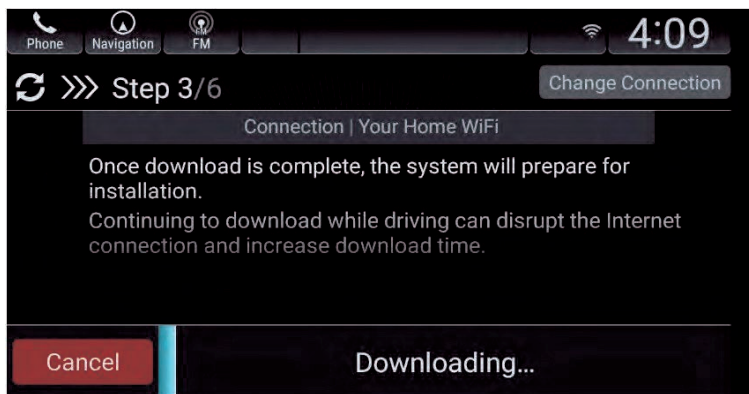 Phone Navigation FM 4:09
Step 3/6 Change Connection
Connection | Your Home WiFi
Once download is complete, the system will prepare for
installation.
Continuing to download while driving can disrupt the Internet
connection and increase download time.
Cancel Downloading...